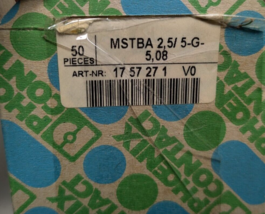 50
PIECES
MSTBA 2,5/ 5-G-
5,08
ART-NR: 17 57 27 1 V0
PHOENIX
CONTACT
PHOENIX
CONTACT